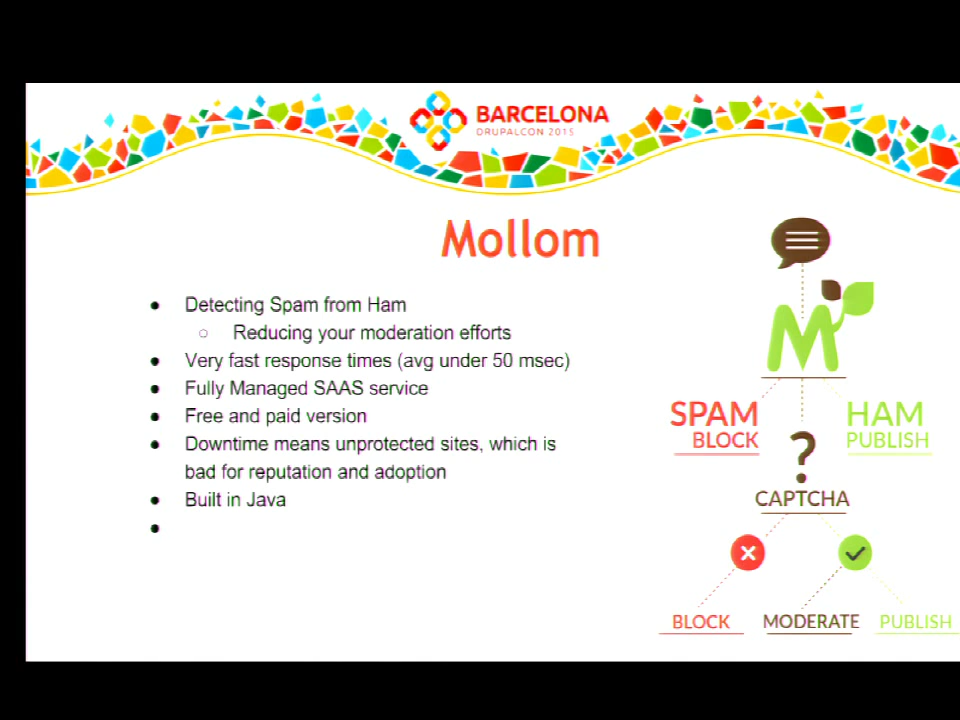 BARCELONA
DRUPALCON 2015
Mollom
● Detecting Spam from Ham
○ Reducing your moderation efforts
● Very fast response times (avg under 50 msec)
● Fully Managed SAAS service
● Free and paid version
● Downtime means unprotected sites, which is
bad for reputation and adoption
● Built in Java
●
M
SPAM
BLOCK
HAM
PUBLISH
?
CAPTCHA
BLOCK
MODERATE
PUBLISH